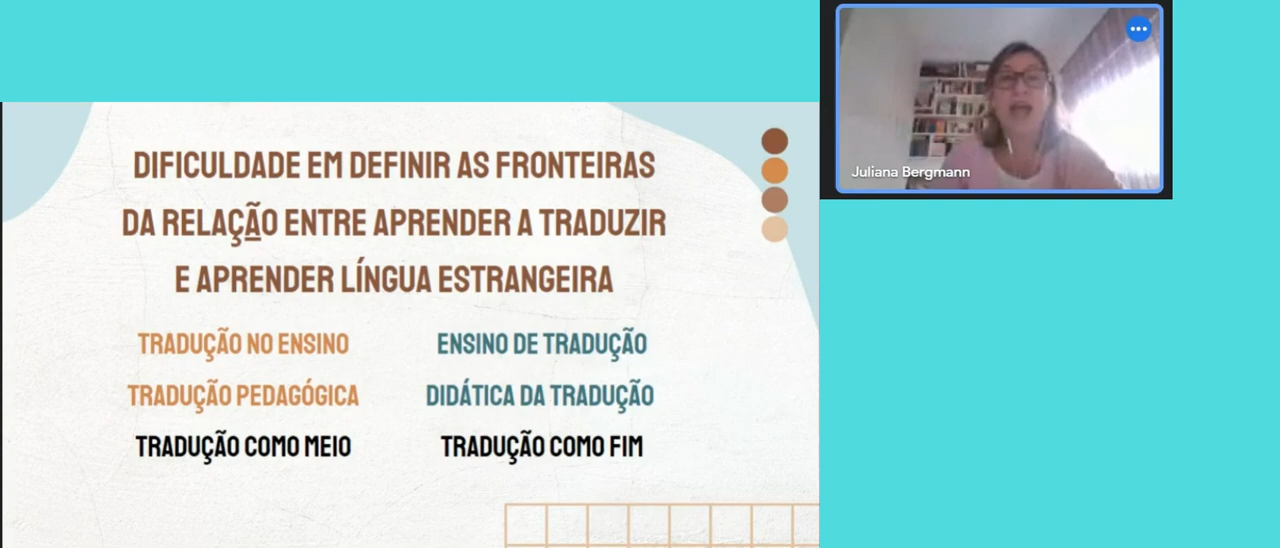 DIFICULDADE EM DEFINIR AS FRONTEIRAS
DA RELAÇÃO ENTRE APRENDER A TRADUZIR
E APRENDER LÍNGUA ESTRANGEIRA
TRADUÇÃO NO ENSINO
TRADUÇÃO PEDAGÓGICA
TRADUÇÃO COMO MEIO
ENSINO DE TRADUÇÃO
DIDÁTICA DA TRADUÇÃO
TRADUÇÃO COMO FIM
Juliana Bergmann